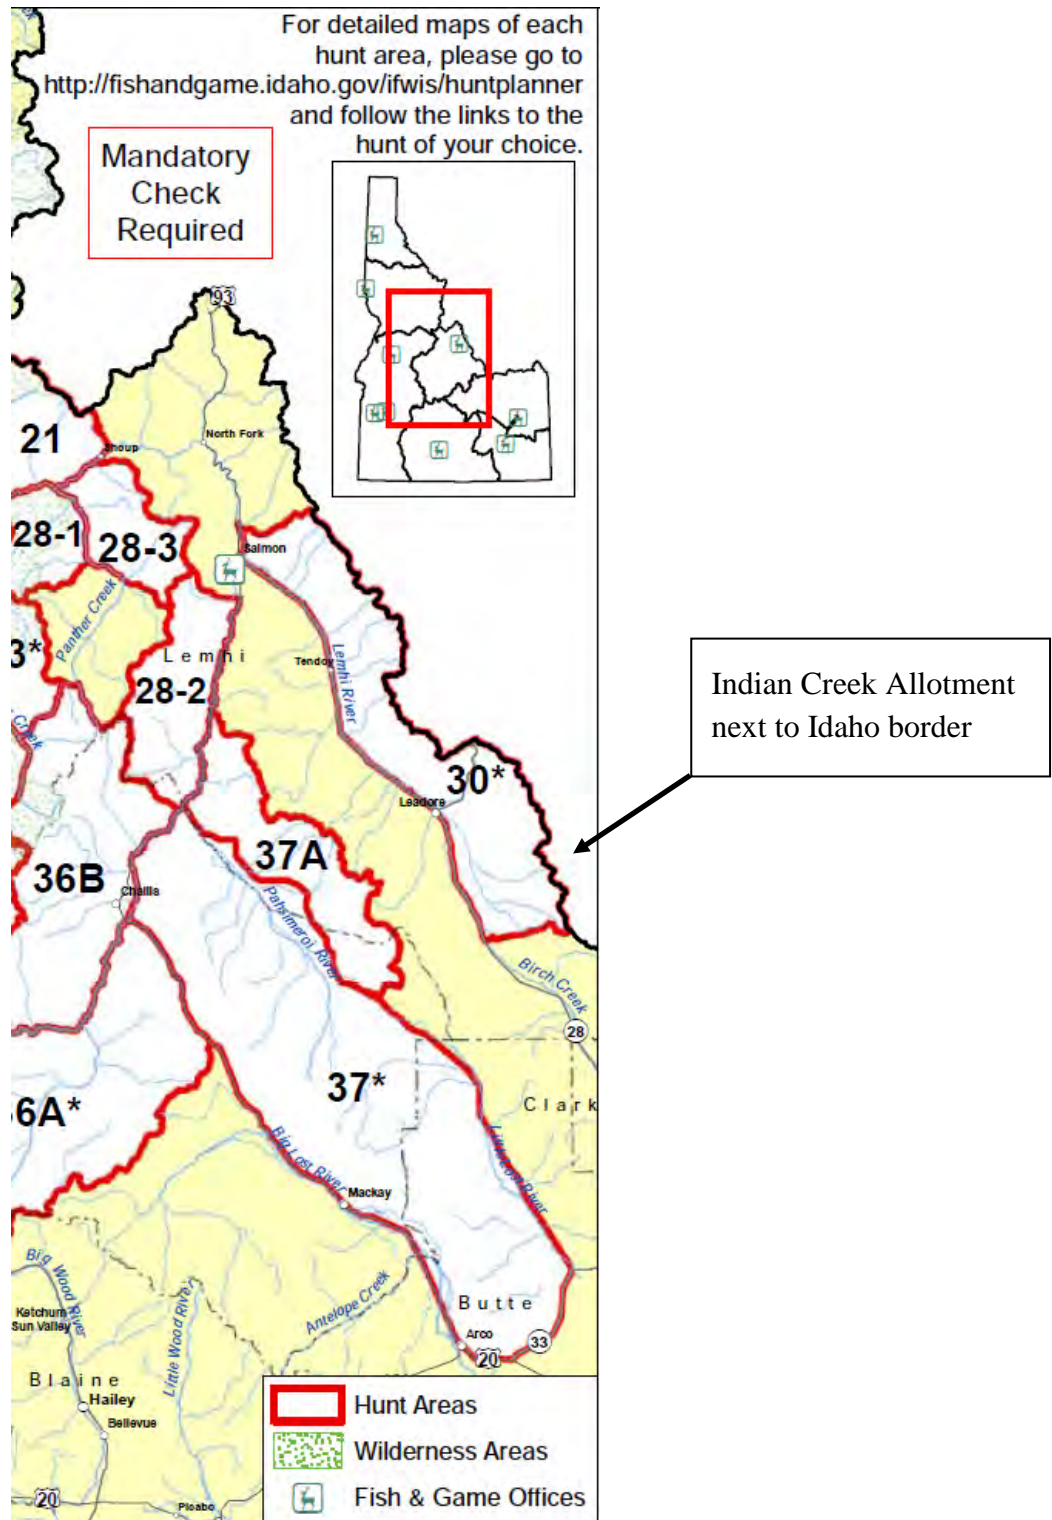 For detailed maps of each
hunt area, please go to
http://fishandgame.idaho.gov/ifwis/huntplanner
and follow the links to the
hunt of your choice.
Mandatory
Check
Required
93
21
Shoup
North Fork
28-1
28-3
Salmon
Panther Creek
3*
Lemhi
Tendoy
Lemhi River
28-2
Creek
30*
Leadore
Indian Creek Allotment
next to Idaho border
37A
36B
Challis
Pahsimeroi River
Birch Creek
28
37*
Clark
6A*
Big Lost River
Little Lost River
Mackay
Big Wood River
Ketchum
Sun Valley
Little Wood River
Antelope Creek
Butte
Arco
33
20
Blaine
Hailey
Bellevue
Hunt Areas
Wilderness Areas
Fish & Game Offices
20
Picabo